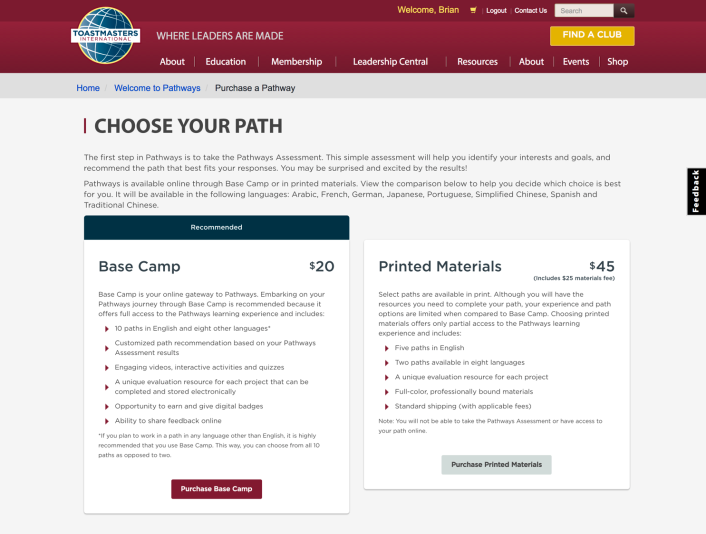 Welcome, Brian | Logout | Contact Us Search
TOASTMASTERS
INTERNATIONAL
WHERE LEADERS ARE MADE
FIND A CLUB
About | Education | Membership | Leadership Central | Resources | About | Events | Shop
Home / Welcome to Pathways / Purchase a Pathway
CHOOSE YOUR PATH
The first step in Pathways is to take the Pathways Assessment. This simple assessment will help you identify your interests and goals, and
recommend the path that best fits your responses. You may be surprised and excited by the results!
Pathways is available online through Base Camp or in printed materials. View the comparison below to help you decide which choice is best
for you. It will be available in the following languages: Arabic, French, German, Japanese, Portuguese, Simplified Chinese, Spanish and
Traditional Chinese.
Feedback
Recommended
Base Camp $20
Base Camp is your online gateway to Pathways. Embarking on your
Pathways journey through Base Camp is recommended because it
offers full access to the Pathways learning experience and includes:
10 paths in English and eight other languages*
Customized path recommendation based on your Pathways
Assessment results
Engaging videos, interactive activities and quizzes
A unique evaluation resource for each project that can be
completed and stored electronically
Opportunity to earn and give digital badges
Ability to share feedback online
*If you plan to work in a path in any language other than English, it is highly
recommended that you use Base Camp. This way, you can choose from all 10
paths as opposed to two.
Purchase Base Camp
Printed Materials $45
(Includes $25 materials fee)
Select paths are available in print. Although you will have the
resources you need to complete your path, your experience and path
options are limited when compared to Base Camp. Choosing printed
materials offers only partial access to the Pathways learning
experience and includes:
Five paths in English
Two paths available in eight languages
A unique evaluation resource for each project
Full-color, professionally bound materials
Standard shipping (with applicable fees)
Note: You will not be able to take the Pathways Assessment or have access to
your path online.
Purchase Printed Materials